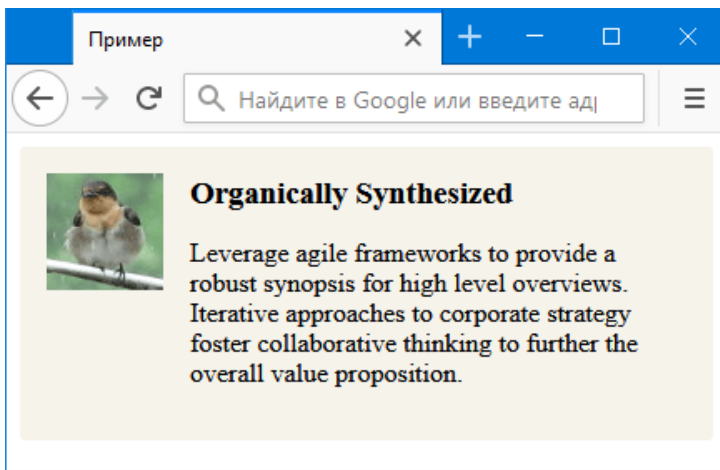 Пример
Найдите в Google или введите ад
Organically Synthesized
Leverage agile frameworks to provide a
robust synopsis for high level overviews.
Iterative approaches to corporate strategy
foster collaborative thinking to further the
overall value proposition.